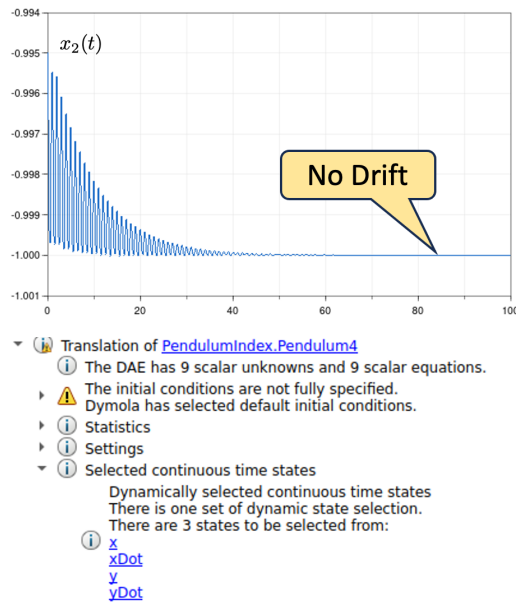 -0.994
x₂(t)
-0.995
-0.996
-0.997
-0.998
No Drift
-0.999
-1.000
-1.001
0 20 40 60 80 100
Translation of PendulumIndex.Pendulum4
The DAE has 9 scalar unknowns and 9 scalar equations.
The initial conditions are not fully specified.
Dymola has selected default initial conditions.
Statistics
Settings
Selected continuous time states
Dynamically selected continuous time states
There is one set of dynamic state selection.
There are 3 states to be selected from:
x
xDot
y
yDot